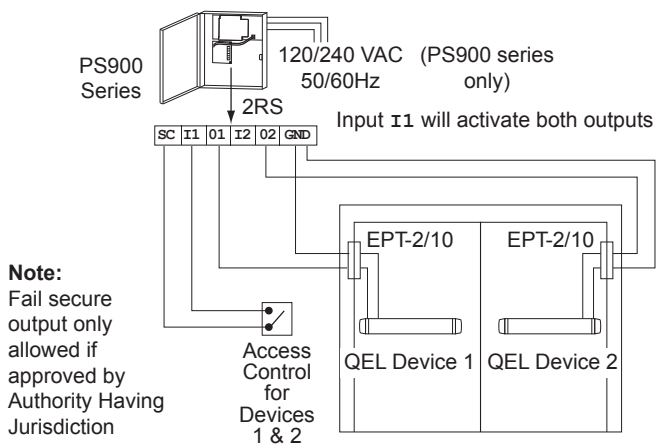 PS900
Series
120/240 VAC
50/60Hz
(PS900 series
only)
2RS
Input I1 will activate both outputs
SC I1 01 I2 02 GND
EPT-2/10
EPT-2/10
Note:
Fail secure
output only
allowed if
approved by
Authority Having
Jurisdiction
Access
Control
for
Devices
1 & 2
QEL Device 1
QEL Device 2